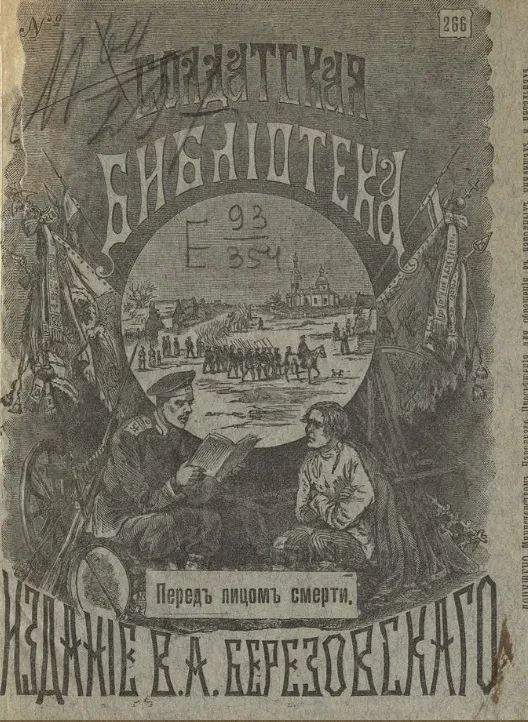 №
266
СОЛДАТСКАЯ
БИБЛІОТЕКА
Е 93
354
Передъ лицомъ смерти.
ИЗДАНІЕ В.А. БЕРЕЗОВСКАГО